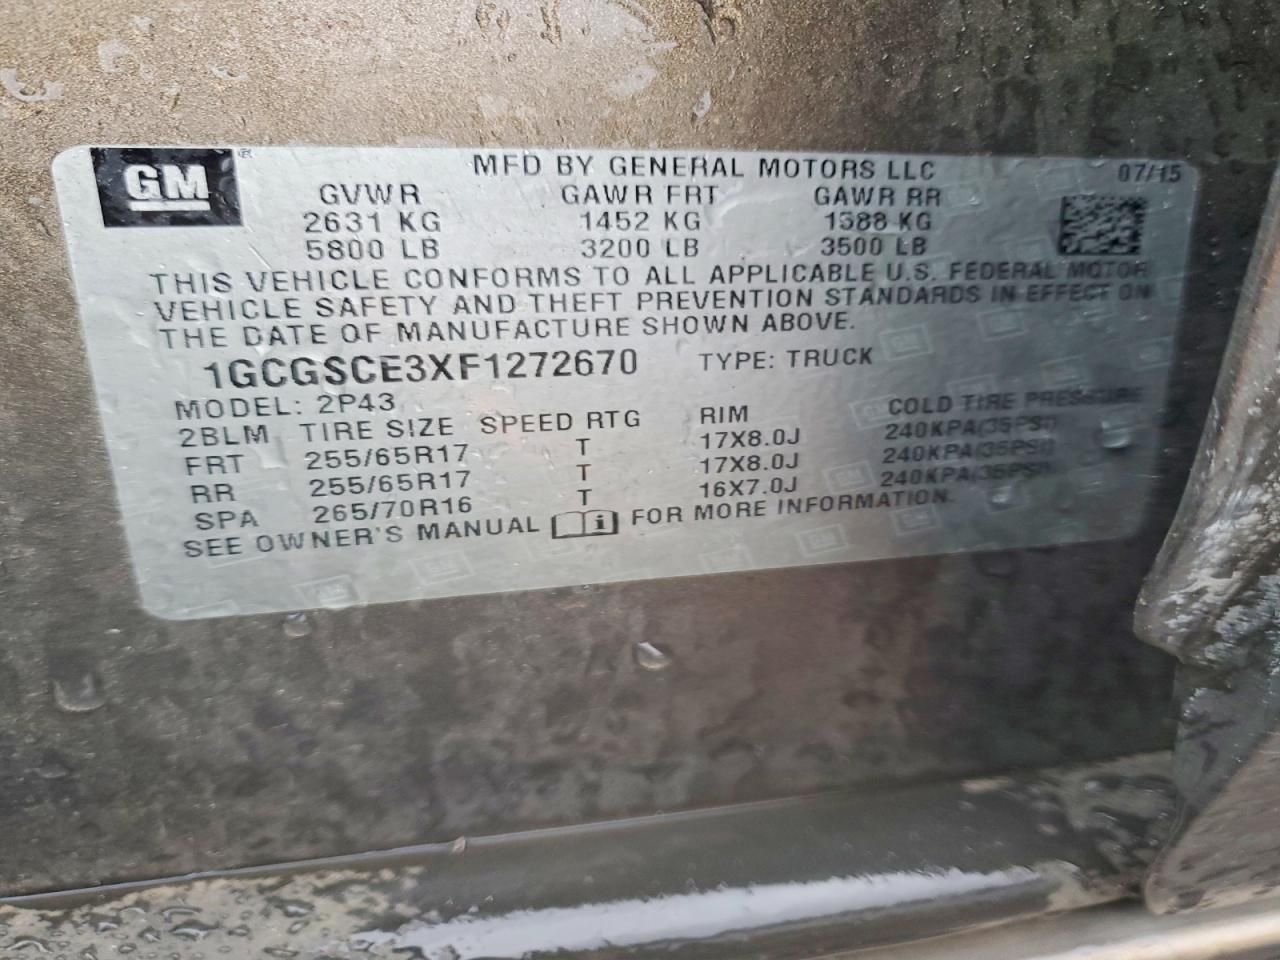 GM
MFD BY GENERAL MOTORS LLC 07/15
GVWR GAWR FRT GAWR RR
2631 KG 1452 KG 1588 KG
5800 LB 3200 LB 3500 LB
THIS VEHICLE CONFORMS TO ALL APPLICABLE U.S. FEDERAL MOTOR
VEHICLE SAFETY AND THEFT PREVENTION STANDARDS IN EFFECT ON
THE DATE OF MANUFACTURE SHOWN ABOVE.
1GCGSCE3XF1272670 TYPE: TRUCK
MODEL: 2P43
2BLM TIRE SIZE SPEED RTG RIM COLD TIRE PRESSURE
FRT 255/65R17 T 17X8.0J 240KPA(35PSI)
RR 255/65R17 T 17X8.0J 240KPA(35PSI)
SPA 265/70R16 T 16X7.0J 240KPA(35PSI)
SEE OWNER'S MANUAL FOR MORE INFORMATION.